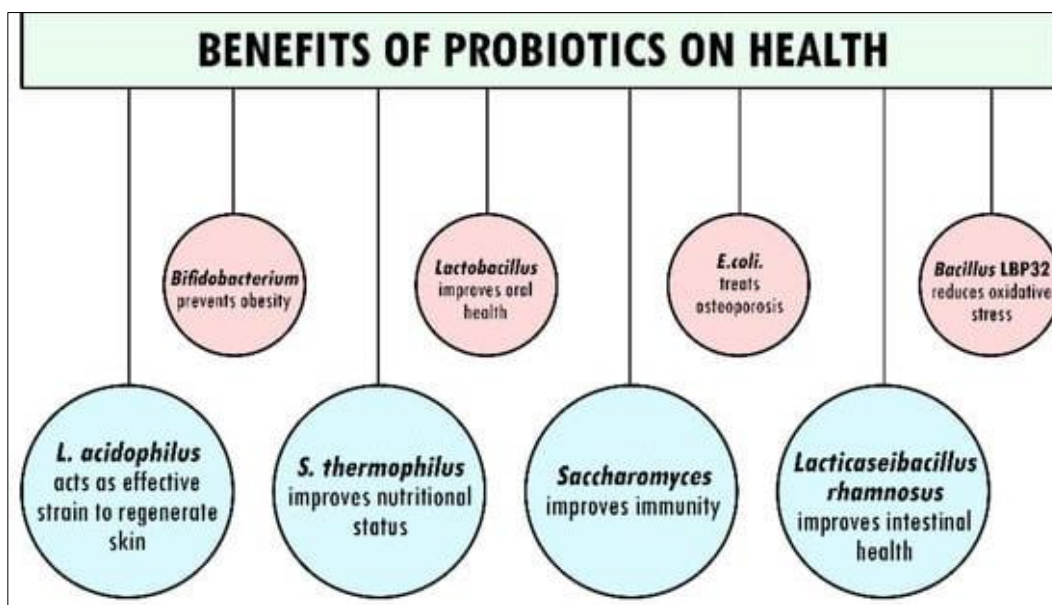 BENEFITS OF PROBIOTICS ON HEALTH
Bifidobacterium
prevents obesity
Lactobacillus
improves oral
health
E.coli.
treats
osteoporosis
Bacillus LBP32
reduces oxidative
stress
L. acidophilus
acts as effective
strain to regenerate
skin
S. thermophilus
improves nutritional
status
Saccharomyces
improves immunity
Lacticaseibacillus
rhamnosus
improves intestinal
health